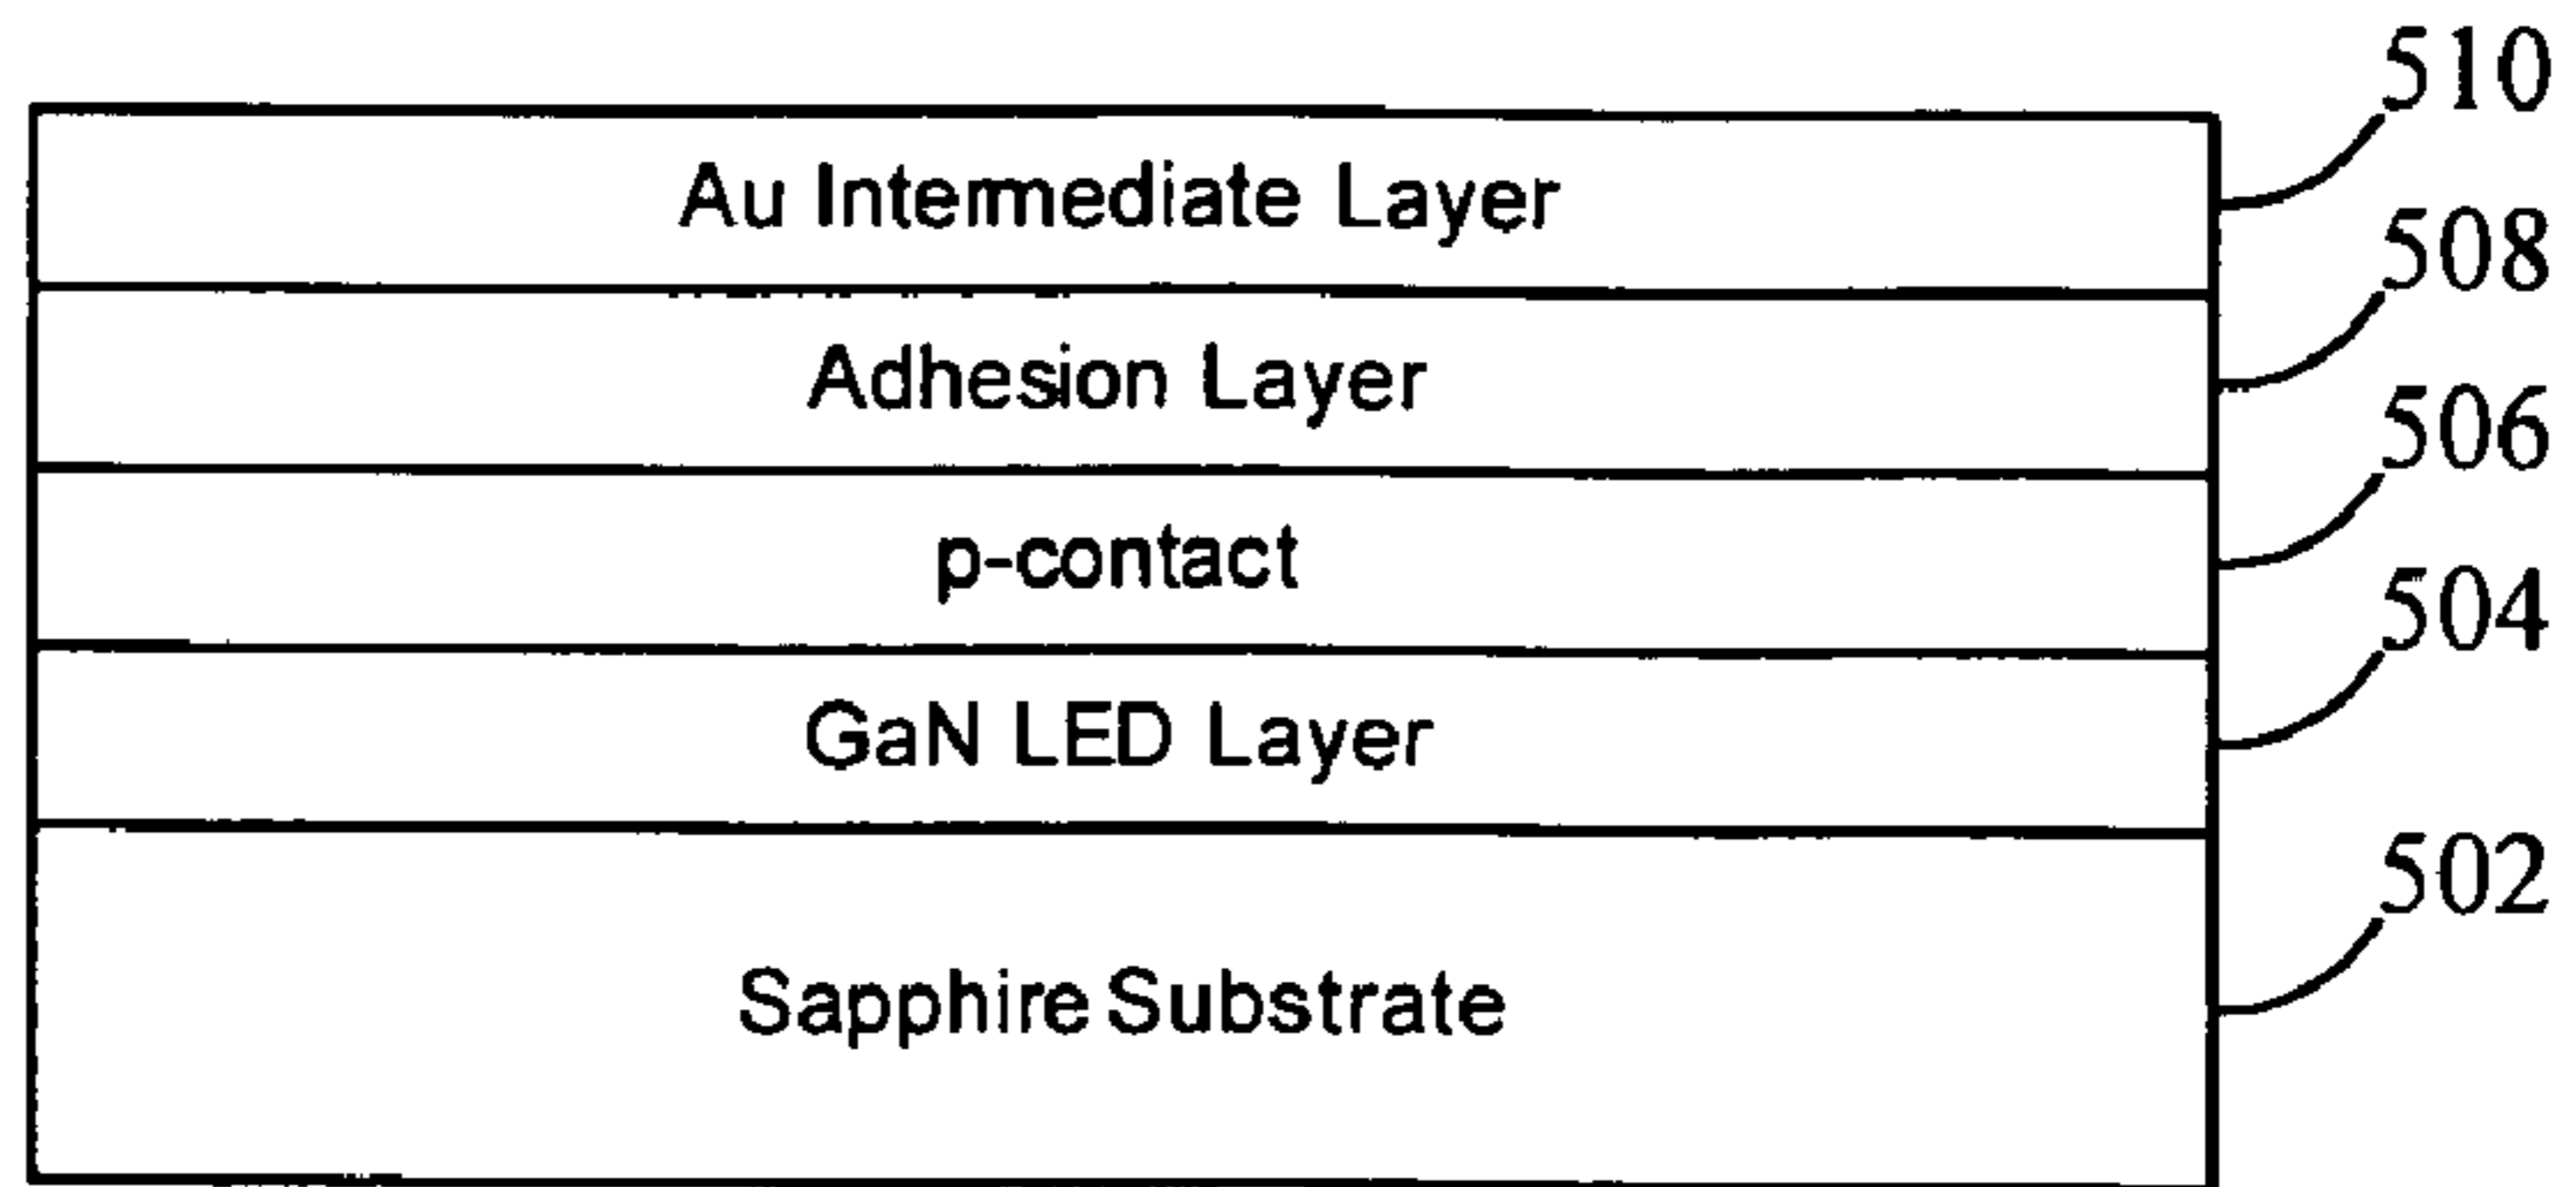 510
Au Intermediate Layer
508
Adhesion Layer
506
p-contact
504
GaN LED Layer
502
Sapphire Substrate